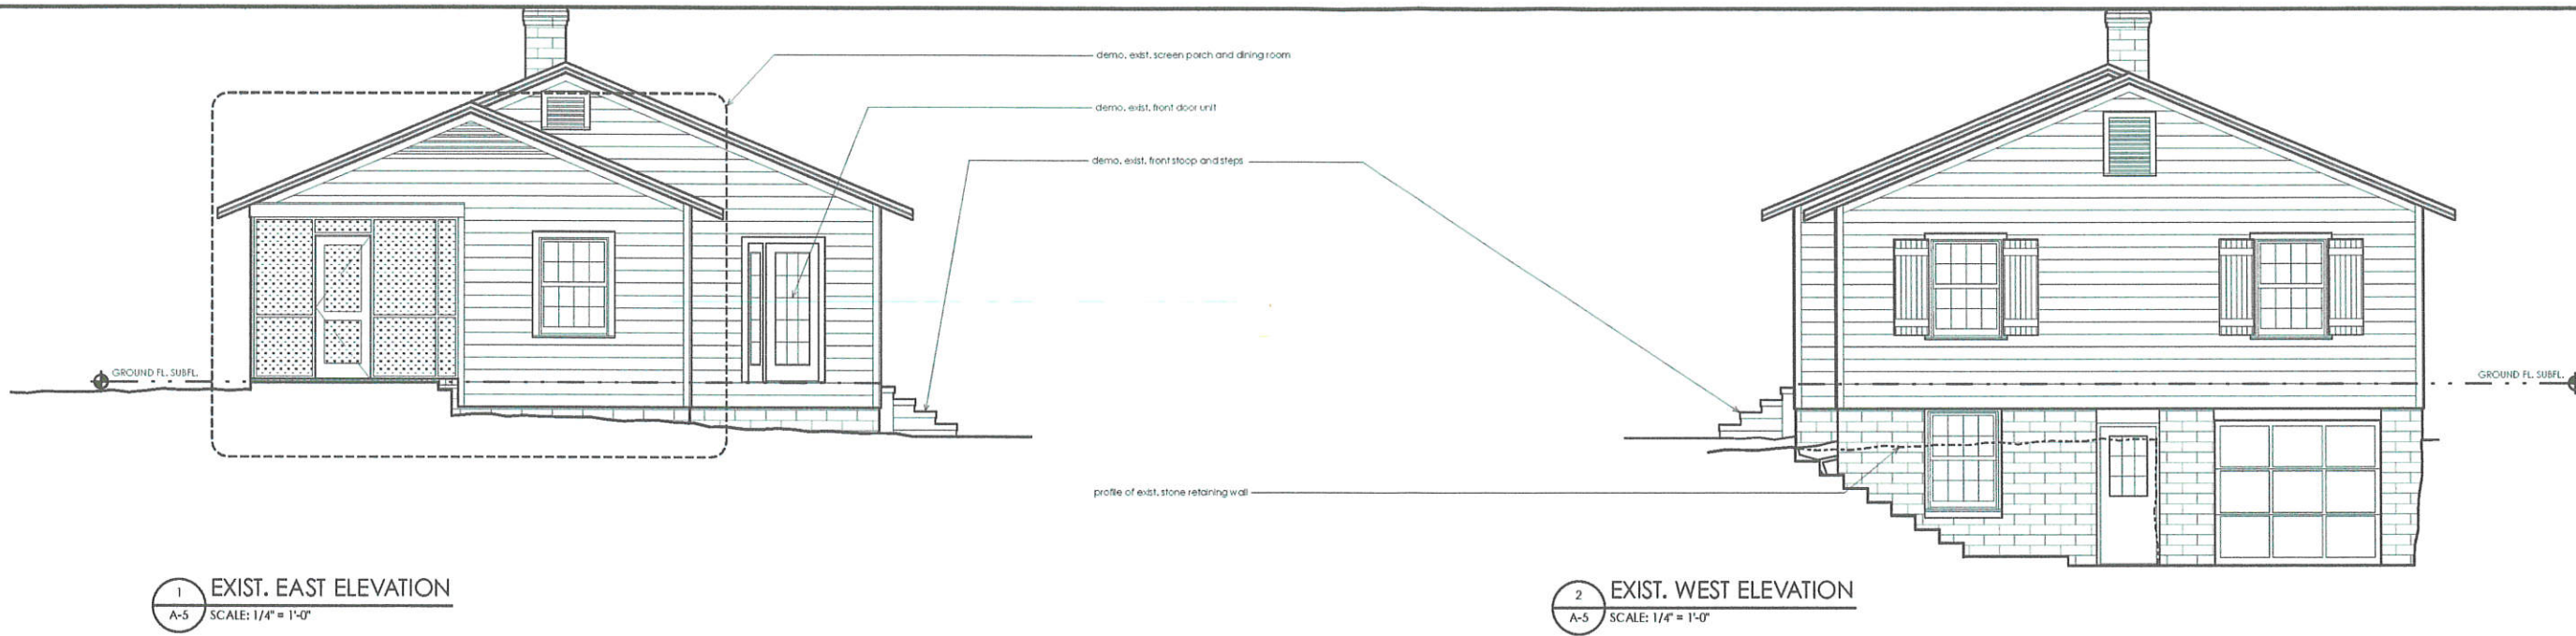 demo. exist. screen porch and dining room
demo. exist. front door unit
demo. exist. front stoop and steps
GROUND FL. SUBFL.
GROUND FL. SUBFL.
profile of exist. stone retaining wall
1
A-5
EXIST. EAST ELEVATION
SCALE: 1/4" = 1'-0"
2
A-5
EXIST. WEST ELEVATION
SCALE: 1/4" = 1'-0"